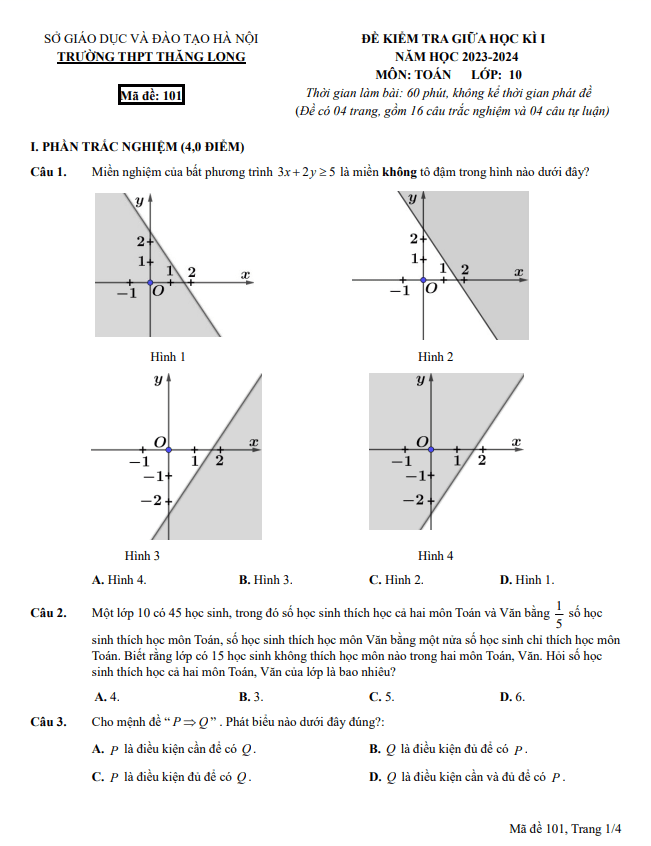 SỞ GIÁO DỤC VÀ ĐÀO TẠO HÀ NỘI
TRƯỜNG THPT THĂNG LONG
Mã đề: 101
ĐỀ KIỂM TRA GIỮA HỌC KÌ I
NĂM HỌC 2023-2024
MÔN: TOÁN LỚP: 10
Thời gian làm bài: 60 phút, không kể thời gian phát đề
(Đề có 04 trang, gồm 16 câu trắc nghiệm và 04 câu tự luận)
I. PHẦN TRẮC NGHIỆM (4,0 ĐIỂM)
Câu 1. Miền nghiệm của bất phương trình 3x + 2y ≥ 5 là miền không tô đậm trong hình nào dưới đây?
y
2
1
1 2
x
−1 O
Hình 1
y
2
1
1 2
x
−1 O
Hình 2
y
O
x
−1 1 2
−1
−2
Hình 3
y
O
x
−1 1 2
−1
−2
Hình 4
A. Hình 4. B. Hình 3. C. Hình 2. D. Hình 1.
Câu 2. Một lớp 10 có 45 học sinh, trong đó số học sinh thích học cả hai môn Toán và Văn bằng 1/5 số học
sinh thích học môn Toán, số học sinh thích học môn Văn bằng một nửa số học sinh chỉ thích học môn
Toán. Biết rằng lớp có 15 học sinh không thích học môn nào trong hai môn Toán, Văn. Hỏi số học
sinh thích học cả hai môn Toán, Văn của lớp là bao nhiêu?
A. 4. B. 3. C. 5. D. 6.
Câu 3. Cho mệnh đề “ P ⇒ Q ” . Phát biểu nào dưới đây đúng?:
A. P là điều kiện cần để có Q . B. Q là điều kiện đủ để có P .
C. P là điều kiện đủ để có Q . D. Q là điều kiện cần và đủ để có P .
Mã đề 101, Trang 1/4